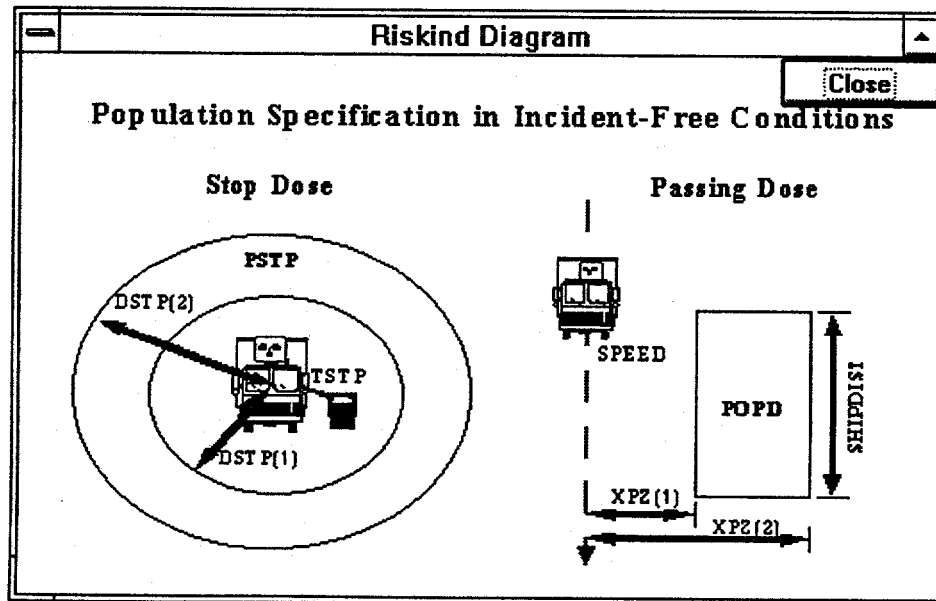 Riskind Diagram
Close
Population Specification in Incident-Free Conditions
Stop Dose
Passing Dose
PSTP
DSTP(2)
TSTP
DSTP(1)
SPEED
POPD
SHIPDIST
XPZ(1)
XPZ(2)